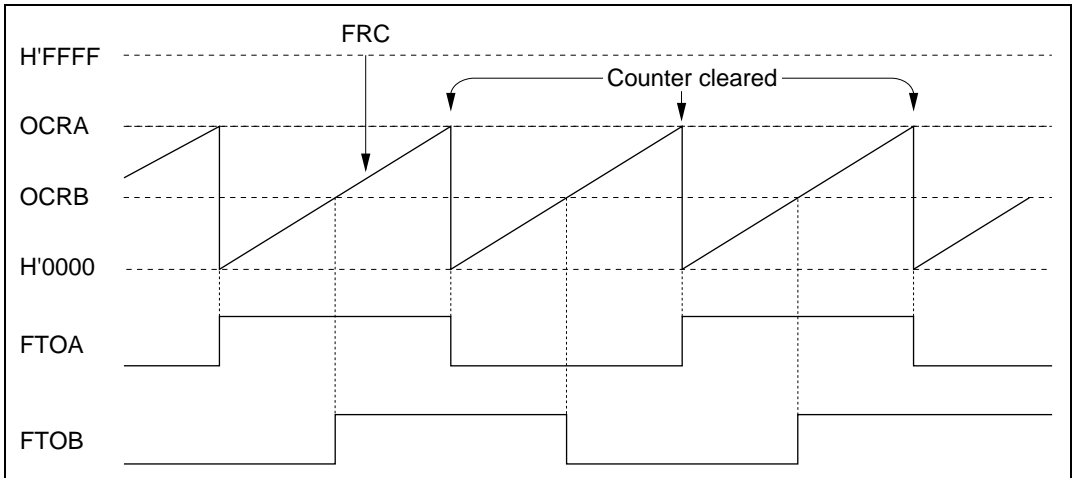 FRC
H'FFFF
Counter cleared
OCRA
OCRB
H'0000
FTOA
FTOB